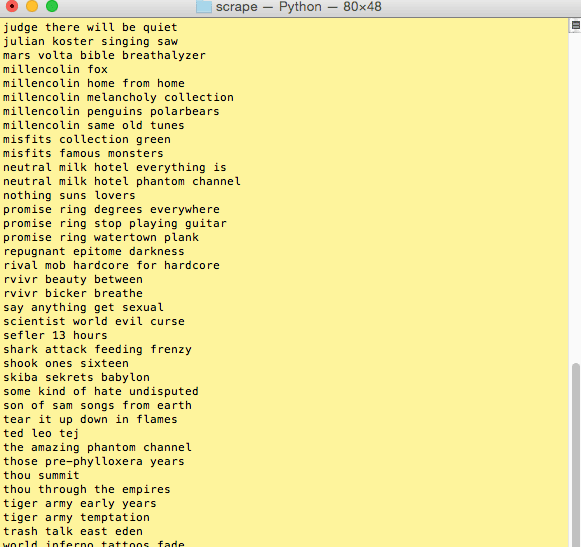 scrape — Python — 80×48
judge there will be quiet
julian koster singing saw
mars volta bible breathalyzer
millencolin fox
millencolin home from home
millencolin melancholy collection
millencolin penguins polarbears
millencolin same old tunes
misfits collection green
misfits famous monsters
neutral milk hotel everything is
neutral milk hotel phantom channel
nothing suns lovers
promise ring degrees everywhere
promise ring stop playing guitar
promise ring watertown plank
repugnant epitome darkness
rival mob hardcore for hardcore
rvivr beauty between
rvivr bicker breathe
say anything get sexual
scientist world evil curse
sefler 13 hours
shark attack feeding frenzy
shook ones sixteen
skiba sekrets babylon
some kind of hate undisputed
son of sam songs from earth
tear it up down in flames
ted leo tej
the amazing phantom channel
those pre-phylloxera years
thou summit
thou through the empires
tiger army early years
tiger army temptation
trash talk east eden
world inferno tattoos fade